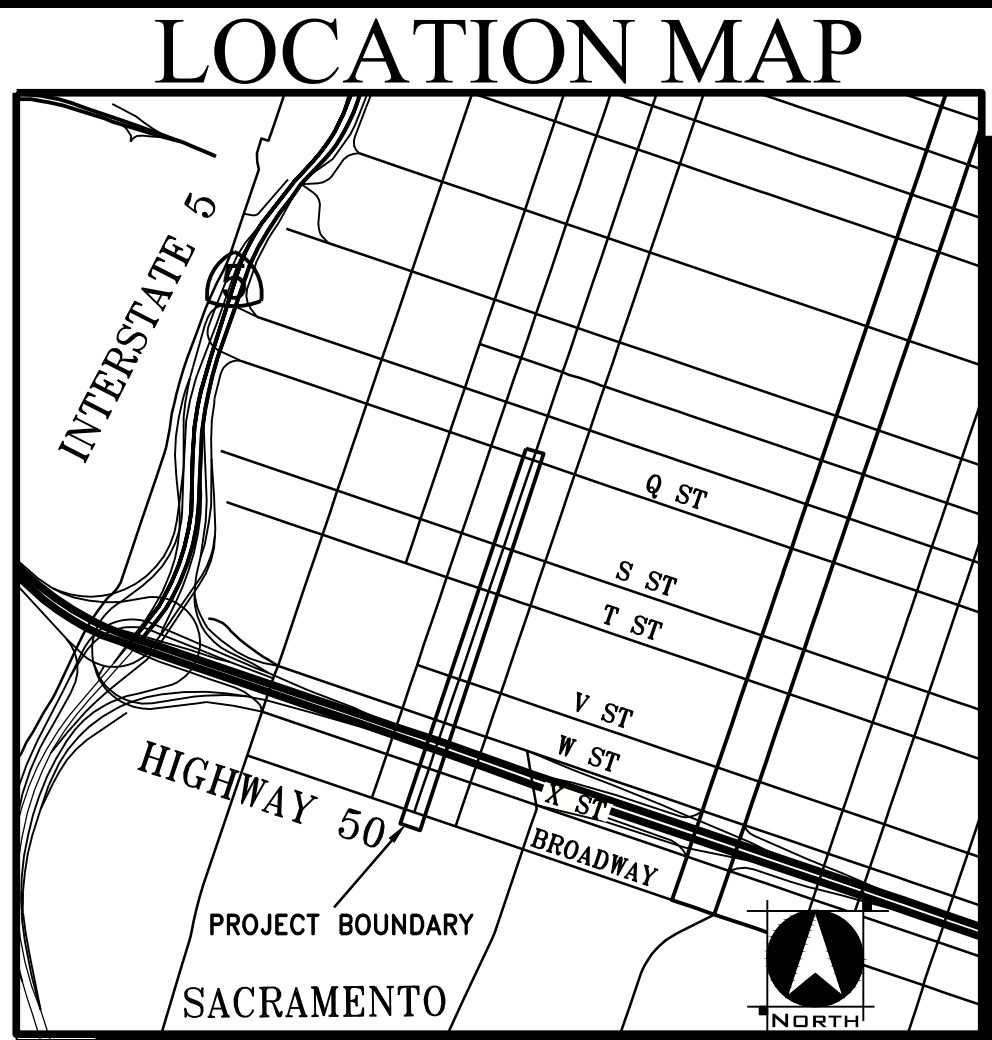 LOCATION MAP
INTERSTATE 5
5
Q ST
S ST
T ST
V ST
W ST
X ST
HIGHWAY 50
BROADWAY
PROJECT BOUNDARY
SACRAMENTO
NORTH